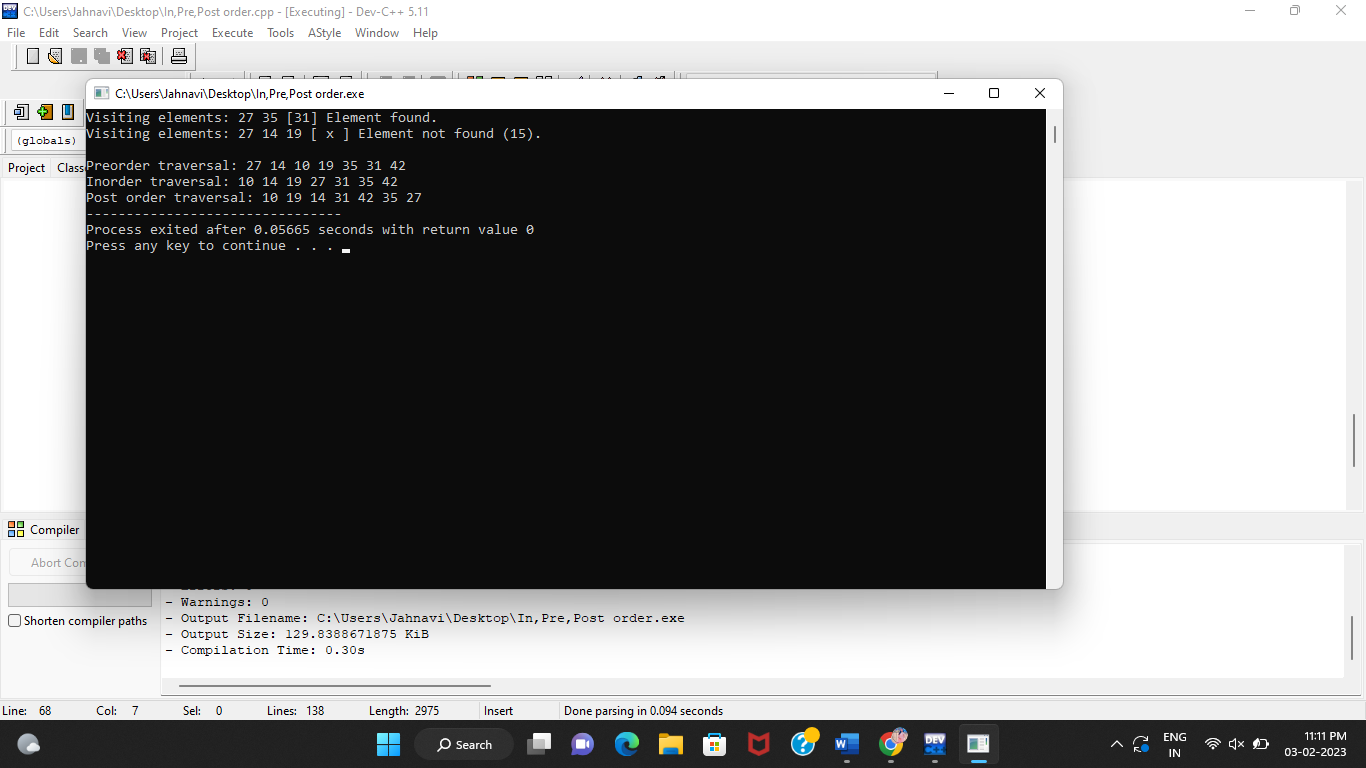 C:\Users\Jahnavi\Desktop\In,Pre,Post order.cpp - [Executing] - Dev-C++ 5.11
File Edit Search View Project Execute Tools AStyle Window Help
C:\Users\Jahnavi\Desktop\In,Pre,Post order.exe
(globals)
Project Class
Visiting elements: 27 35 [31] Element found.
Visiting elements: 27 14 19 [ x ] Element not found (15).
Preorder traversal: 27 14 10 19 35 31 42
Inorder traversal: 10 14 19 27 31 35 42
Post order traversal: 10 19 14 31 42 35 27
--------------------------------
Process exited after 0.05665 seconds with return value 0
Press any key to continue . . .
Compiler
Abort Com
Shorten compiler paths
- Warnings: 0
- Output Filename: C:\Users\Jahnavi\Desktop\In,Pre,Post order.exe
- Output Size: 129.8388671875 KiB
- Compilation Time: 0.30s
Line: 68 Col: 7 Sel: 0 Lines: 138 Length: 2975 Insert Done parsing in 0.094 seconds
Search
DEV
ENG
IN
11:11 PM
03-02-2023